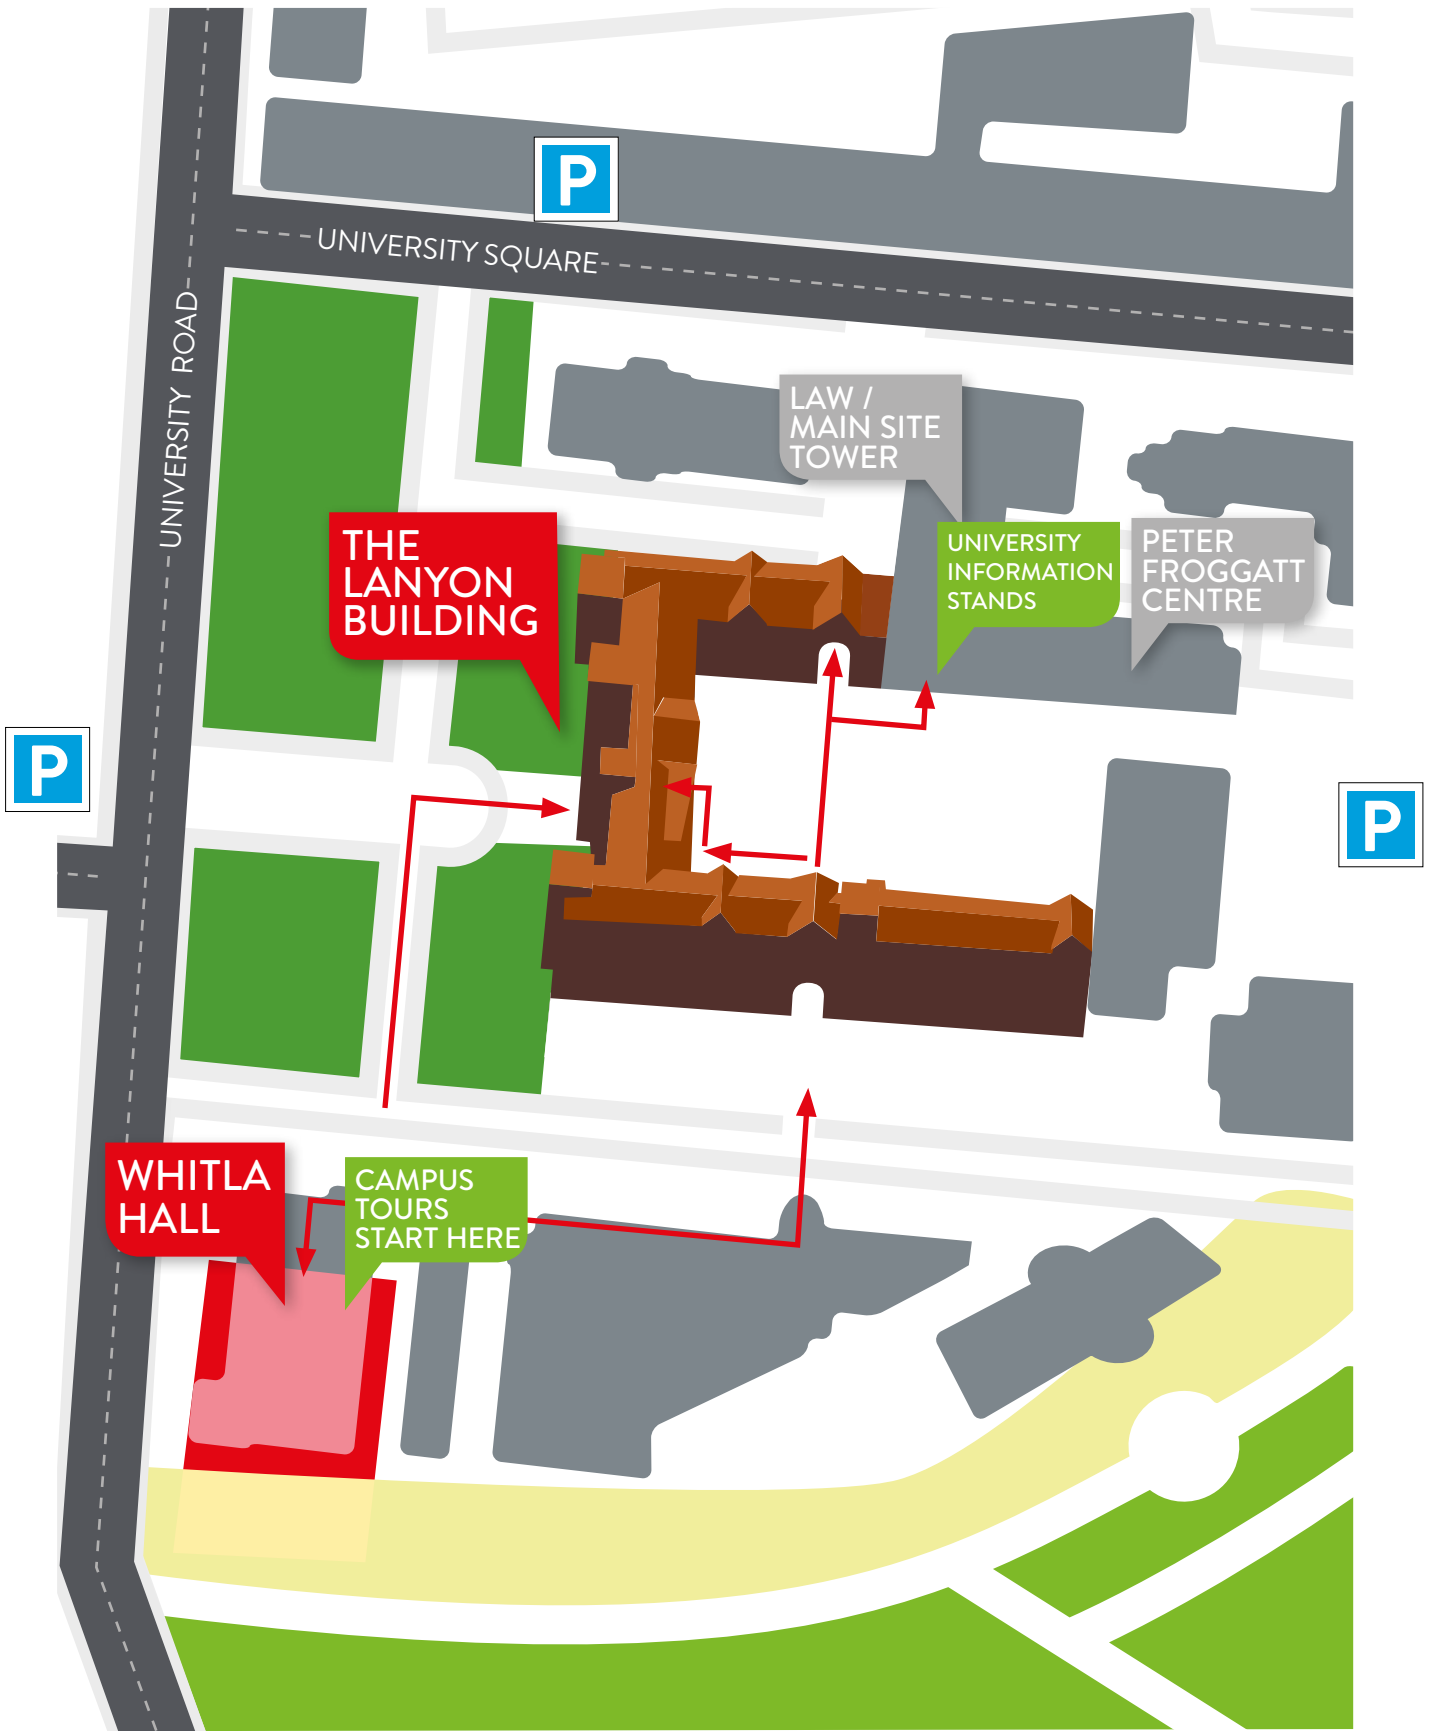 P
UNIVERSITY SQUARE
UNIVERSITY ROAD
LAW /
MAIN SITE
TOWER
THE
LANYON
BUILDING
UNIVERSITY
INFORMATION
STANDS
PETER
FROGGATT
CENTRE
P
P
WHITLA
HALL
CAMPUS
TOURS
START HERE